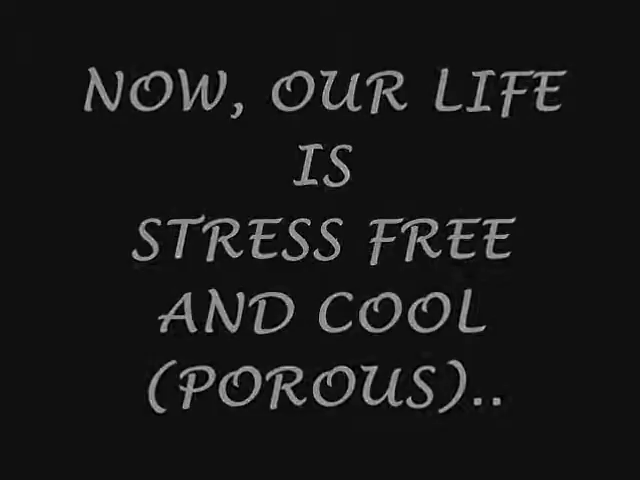 NOW, OUR LIFE
IS
STRESS FREE
AND COOL
(POROUS)..